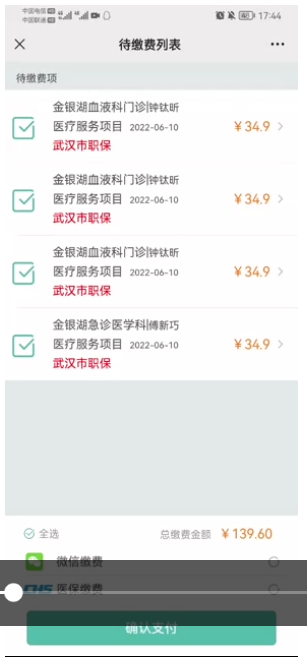 中国电信
中国联通
17:44
待缴费列表
待缴费项
金银湖血液科门诊|钟钛昕
医疗服务项目 2022-06-10
¥34.9
武汉市职保
金银湖血液科门诊|钟钛昕
医疗服务项目 2022-06-10
¥34.9
武汉市职保
金银湖血液科门诊|钟钛昕
医疗服务项目 2022-06-10
¥34.9
武汉市职保
金银湖急诊医学科|傅新巧
医疗服务项目 2022-06-10
¥34.9
武汉市职保
全选 总缴费金额 ¥139.60
微信缴费
CHS 医保缴费
确认支付